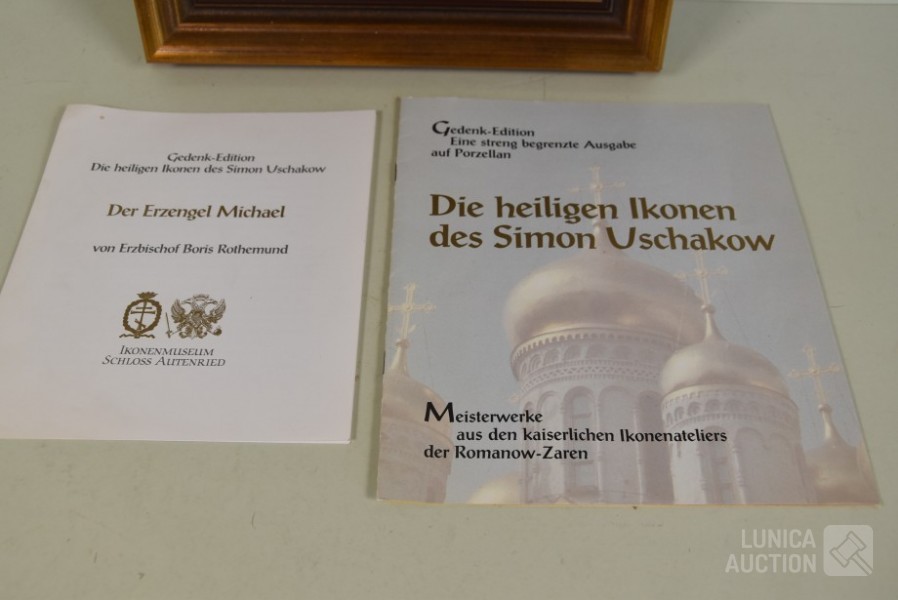 Gedenk-Edition
Die heiligen Ikonen des Simon Uschakow
Der Erzengel Michael
von Erzbischof Boris Rothemund
IKONENMUSEUM
SCHLOSS AUTENRIED
Gedenk-Edition
Eine streng begrenzte Ausgabe
auf Porzellan
Die heiligen Ikonen
des Simon Uschakow
Meisterwerke
aus den kaiserlichen Ikonenateliers
der Romanow-Zaren
LUNICA
AUCTION